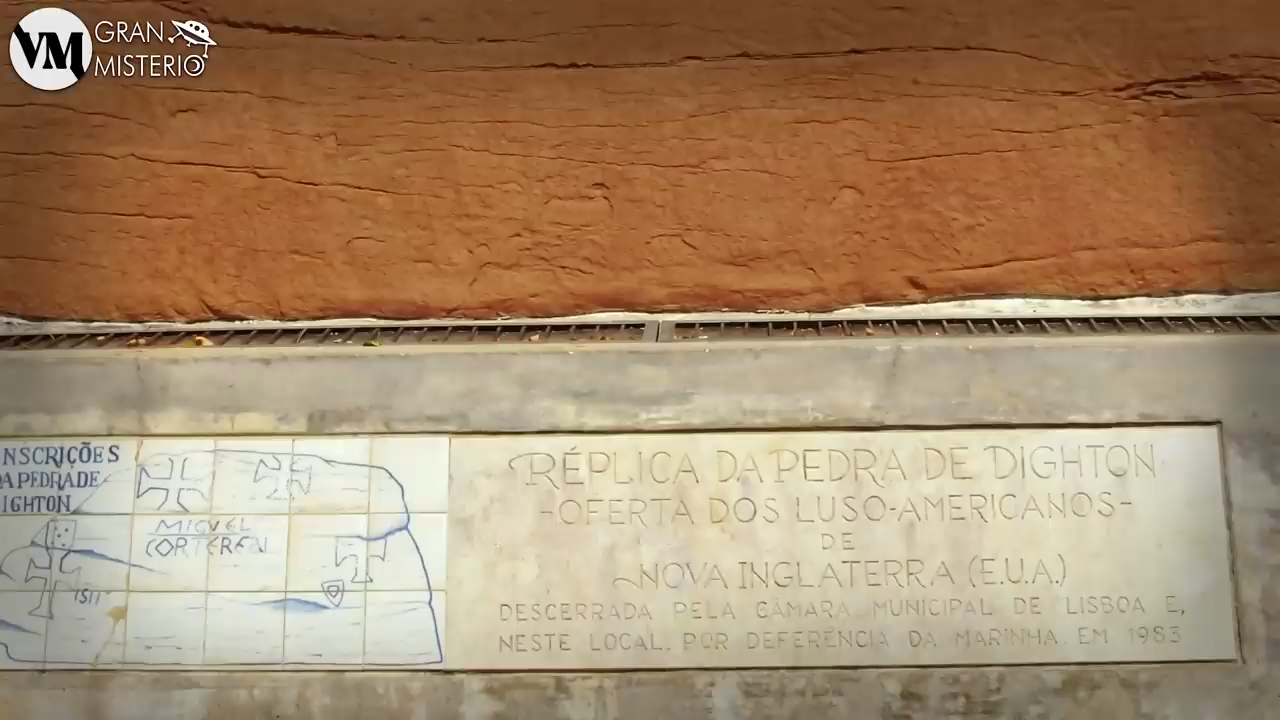 VM GRAN
MISTERIO
NSCRIÇÕES
DA PEDRA DE
IGHTON
MIGVEL
CORTEREAL
1511
RÉPLICA DA PEDRA DE DIGHTON
-OFERTA DOS LUSO-AMERICANOS-
DE
NOVA INGLATERRA (E.U.A.)
DESCERRADA PELA CÂMARA MUNICIPAL DE LISBOA E,
NESTE LOCAL, POR DEFERÊNCIA DA MARINHA, EM 1983